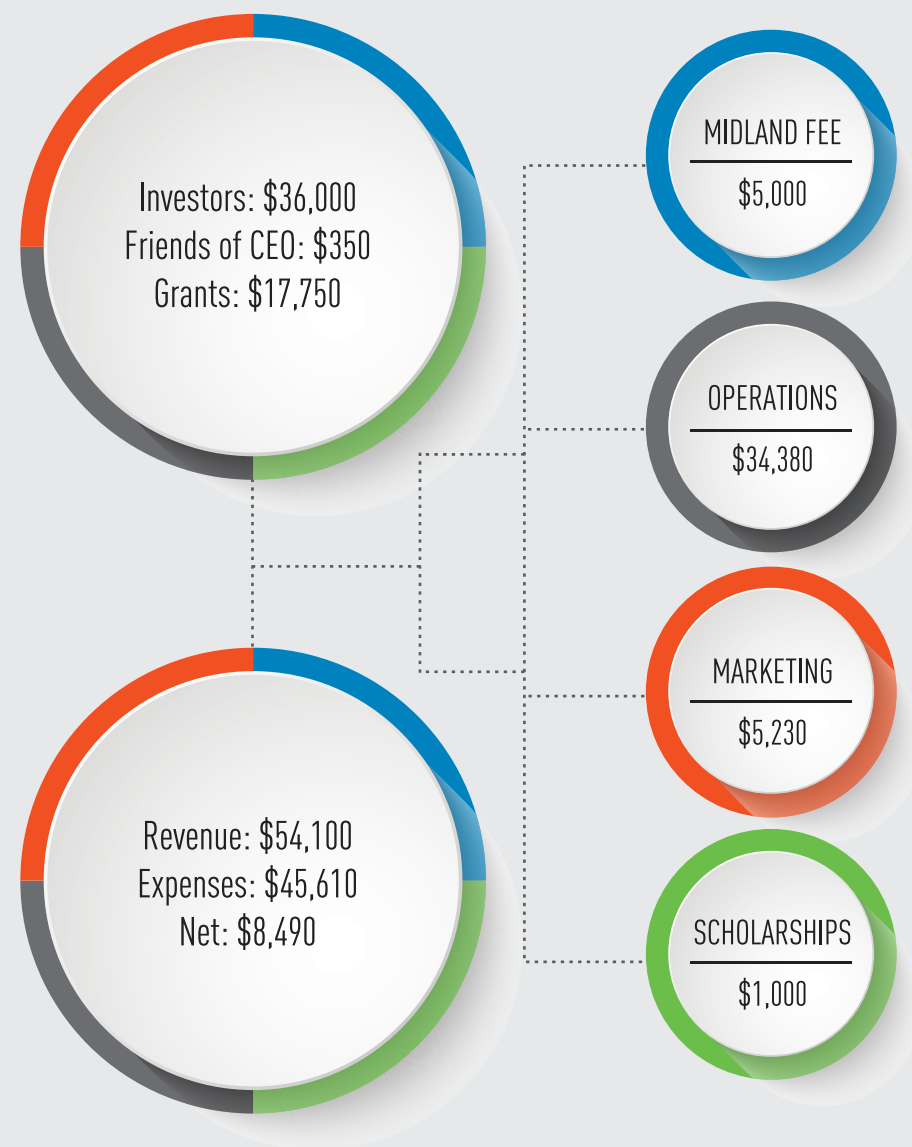 Investors: $36,000
Friends of CEO: $350
Grants: $17,750
MIDLAND FEE
$5,000
OPERATIONS
$34,380
MARKETING
$5,230
SCHOLARSHIPS
$1,000
Revenue: $54,100
Expenses: $45,610
Net: $8,490